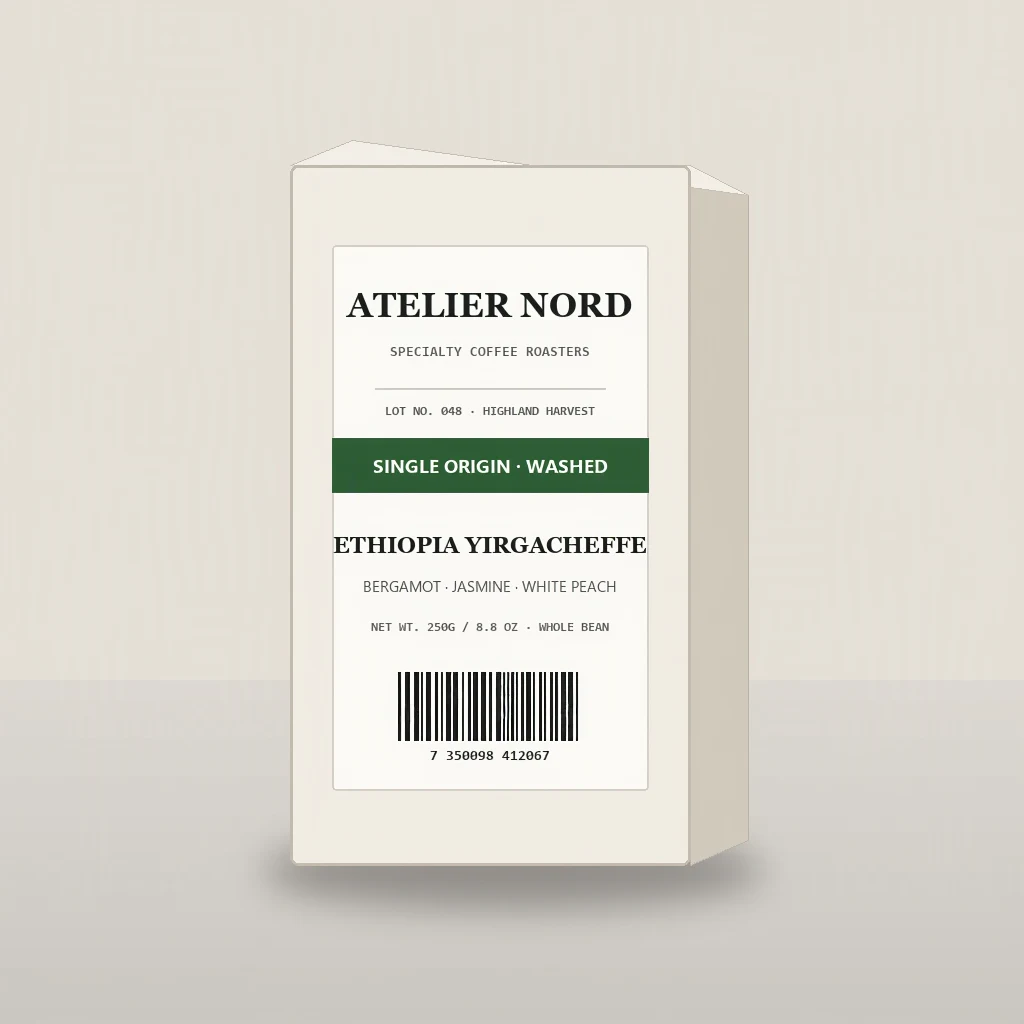 ATELIER NORD
SPECIALTY COFFEE ROASTERS
LOT NO. 048 · HIGHLAND HARVEST
SINGLE ORIGIN · WASHED
ETHIOPIA YIRGACHEFFE
BERGAMOT · JASMINE · WHITE PEACH
NET WT. 250G / 8.8 OZ · WHOLE BEAN
7 350098 412067